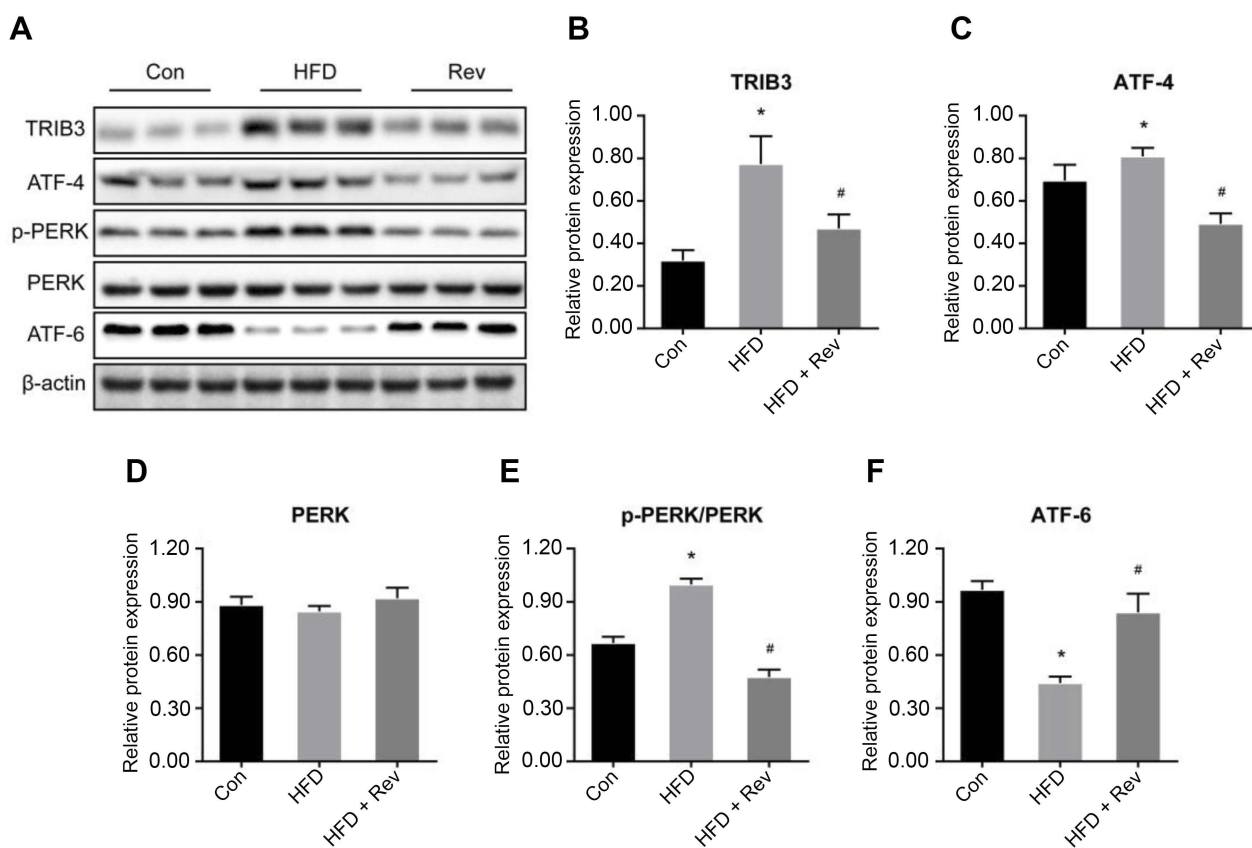 A
Con HFD Rev
TRIB3
ATF-4
p-PERK
PERK
ATF-6
β-actin
B
TRIB3
Relative protein expression
1.00
0.80
0.60
0.40
0.20
0.00
*
#
Con
HFD
HFD + Rev
C
ATF-4
Relative protein expression
1.00
0.80
0.60
0.40
0.20
0.00
*
#
Con
HFD
HFD + Rev
D
PERK
Relative protein expression
1.20
0.90
0.60
0.30
0.00
Con
HFD
HFD + Rev
E
p-PERK/PERK
Relative protein expression
1.20
0.90
0.60
0.30
0.00
*
#
Con
HFD
HFD + Rev
F
ATF-6
Relative protein expression
1.20
0.90
0.60
0.30
0.00
*
#
Con
HFD
HFD + Rev